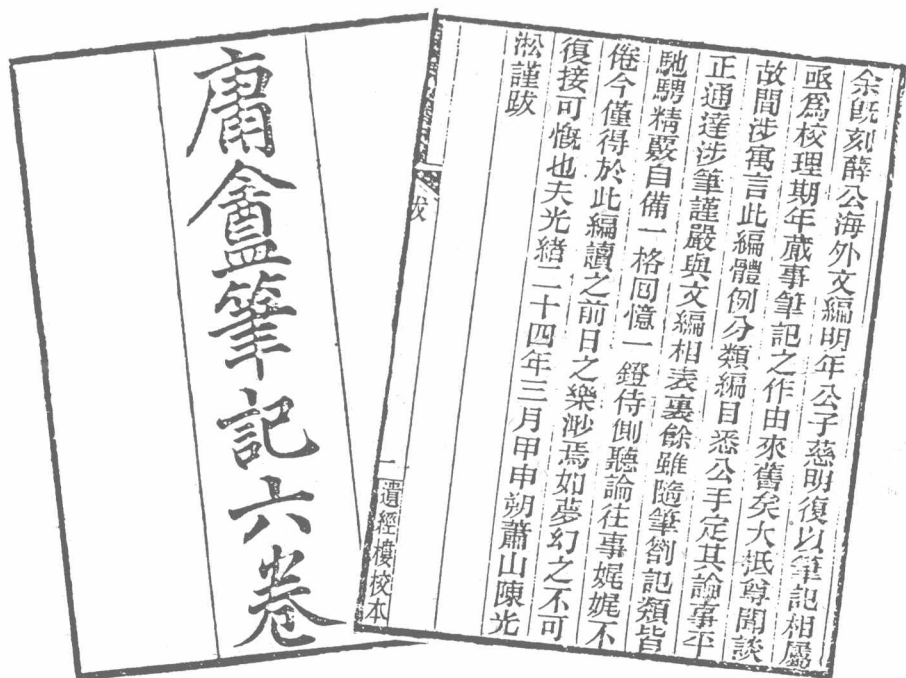 庸盦筆記六卷
余既刻薛公海外文編明年公子慈明復以筆記相屬
亟爲校理期年蕆事筆記之作由來舊矣大抵尊聞談
故間涉寓言此編體例分類編目悉公手定其論事平
正通達涉筆謹嚴與文編相表裏餘雖隨筆劄記類皆
馳騁精覈自備一格回憶一鐙侍側聽論往事娓娓不
倦今僅得於此編讀之前日之樂渺焉如夢幻之不可
復接可慨也夫光緒二十四年三月甲申朔蕭山陳光
淞謹跋
跋
一
遺經樓校本